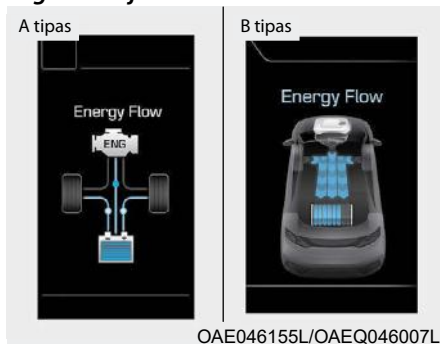 A tipas
B tipas
Energy Flow
ENG
Energy Flow
OAE046155L/OAEQ046007L